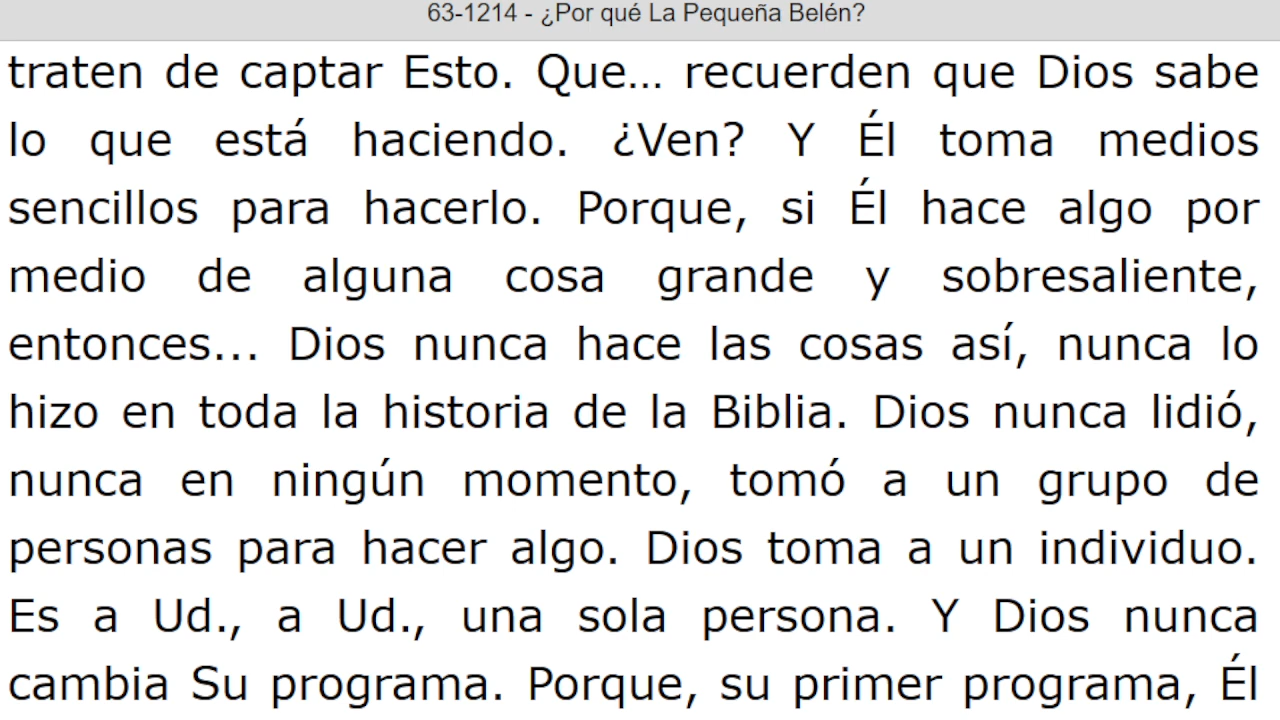 63-1214 - ¿Por qué La Pequeña Belén?
traten de captar Esto. Que... recuerden que Dios sabe
lo que está haciendo. ¿Ven? Y Él toma medios
sencillos para hacerlo. Porque, si Él hace algo por
medio de alguna cosa grande y sobresaliente,
entonces... Dios nunca hace las cosas así, nunca lo
hizo en toda la historia de la Biblia. Dios nunca lidió,
nunca en ningún momento, tomó a un grupo de
personas para hacer algo. Dios toma a un individuo.
Es a Ud., a Ud., una sola persona. Y Dios nunca
cambia Su programa. Porque, su primer programa, Él